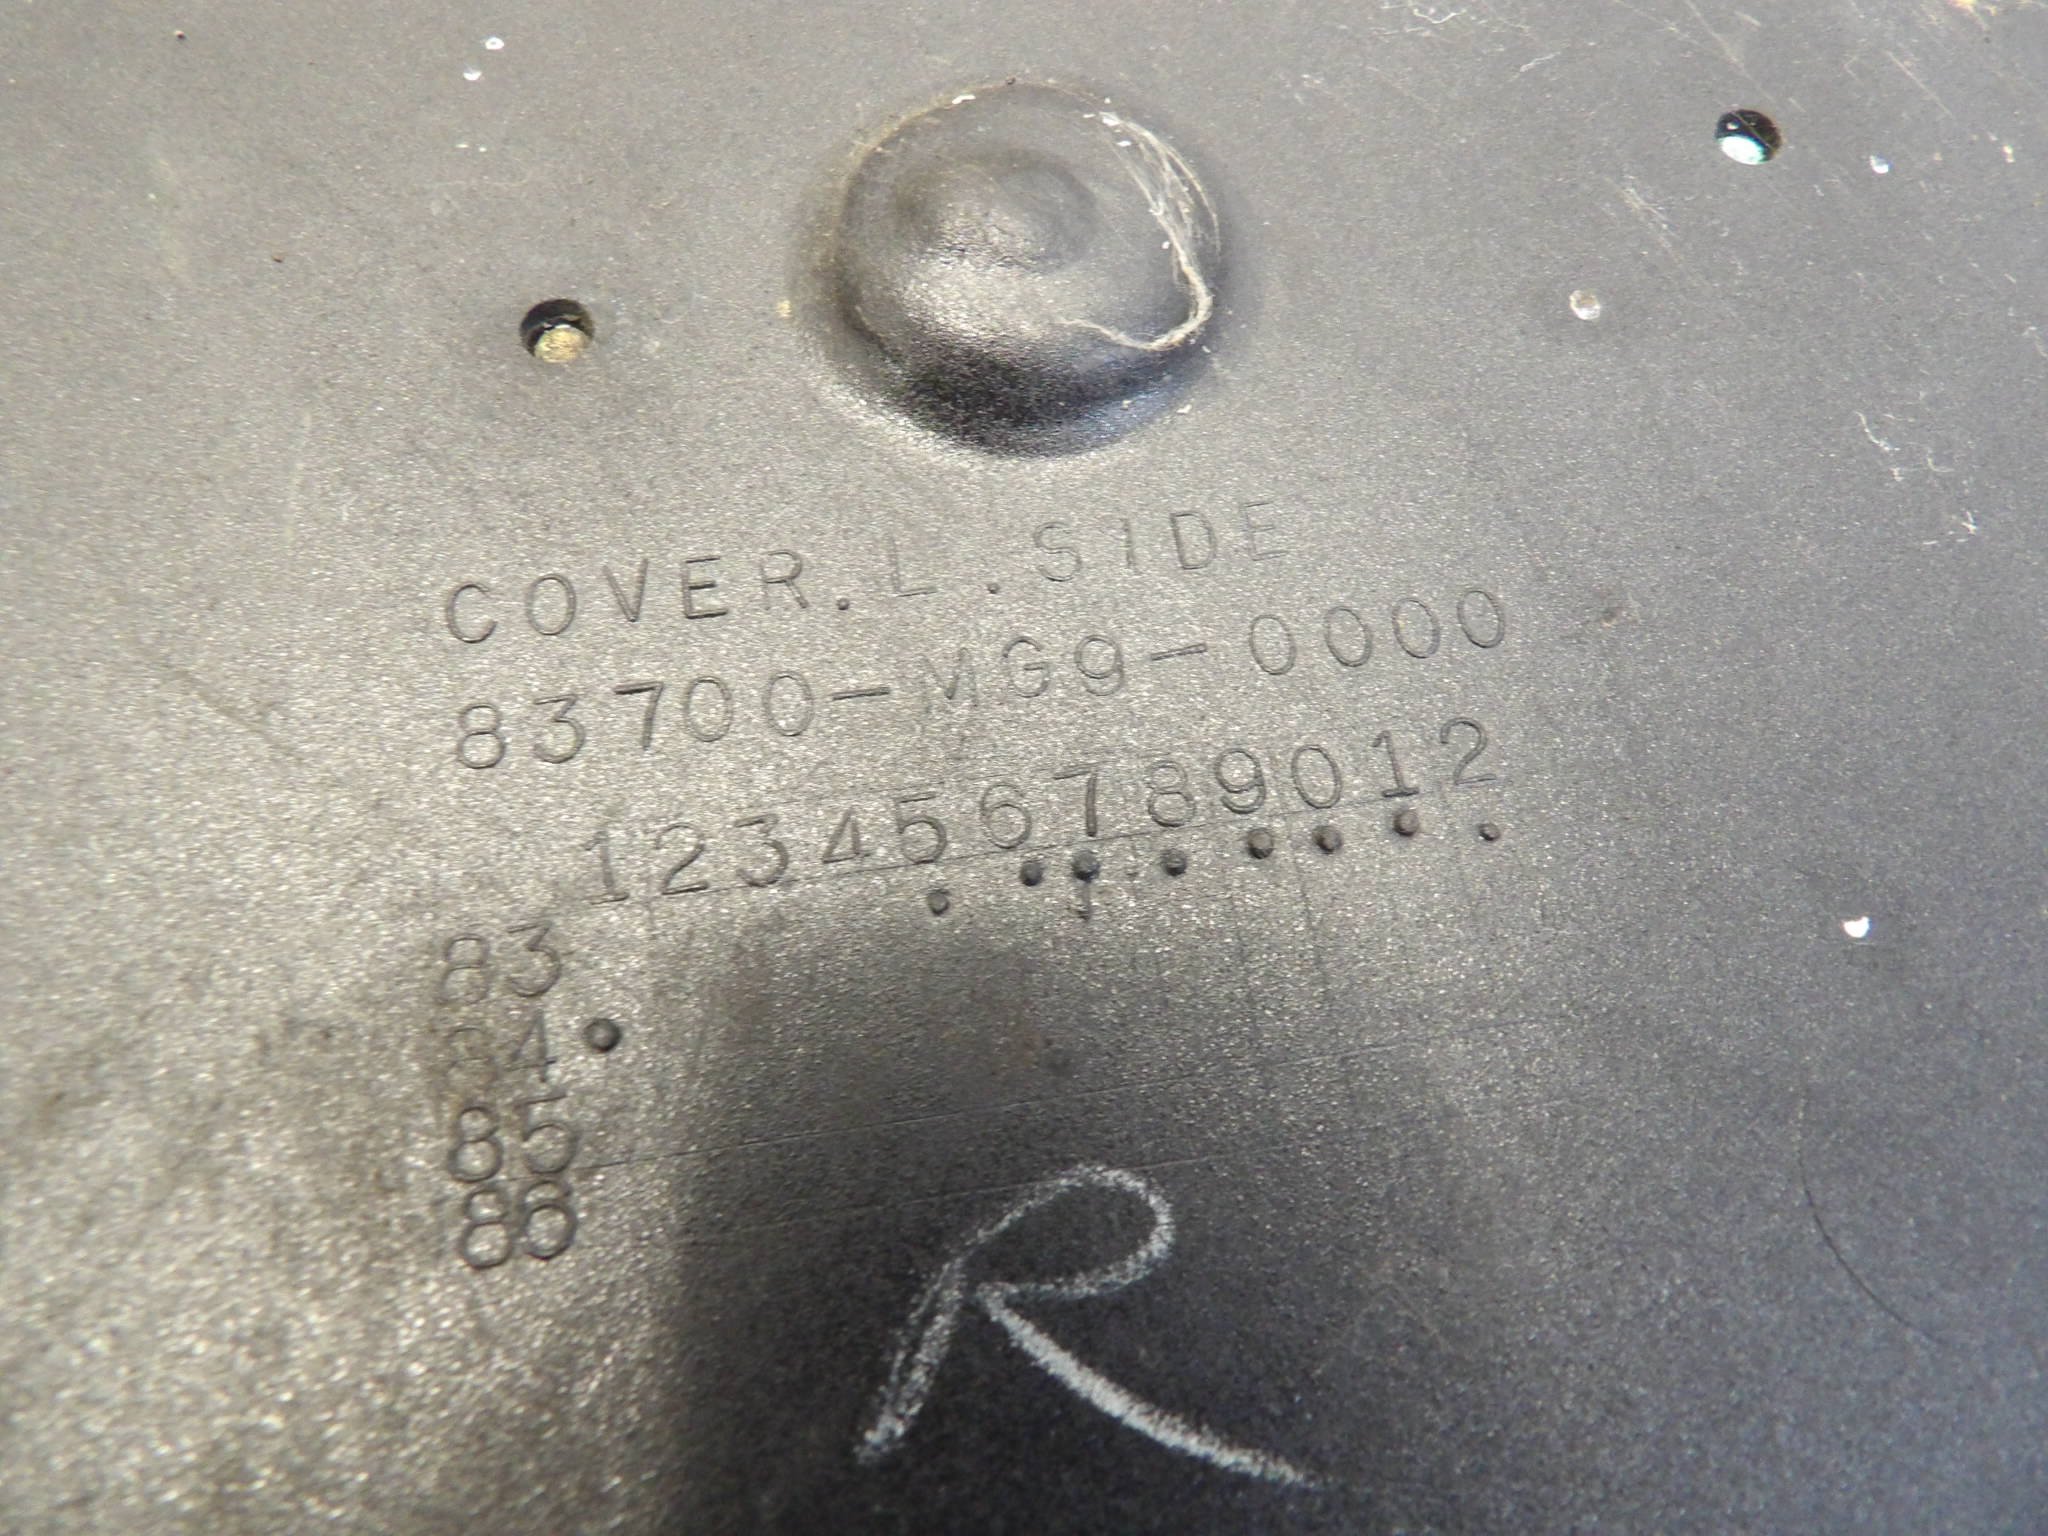 COVER. L. SIDE
83700-MG9-0000
123456789012
83
84
85
86
R